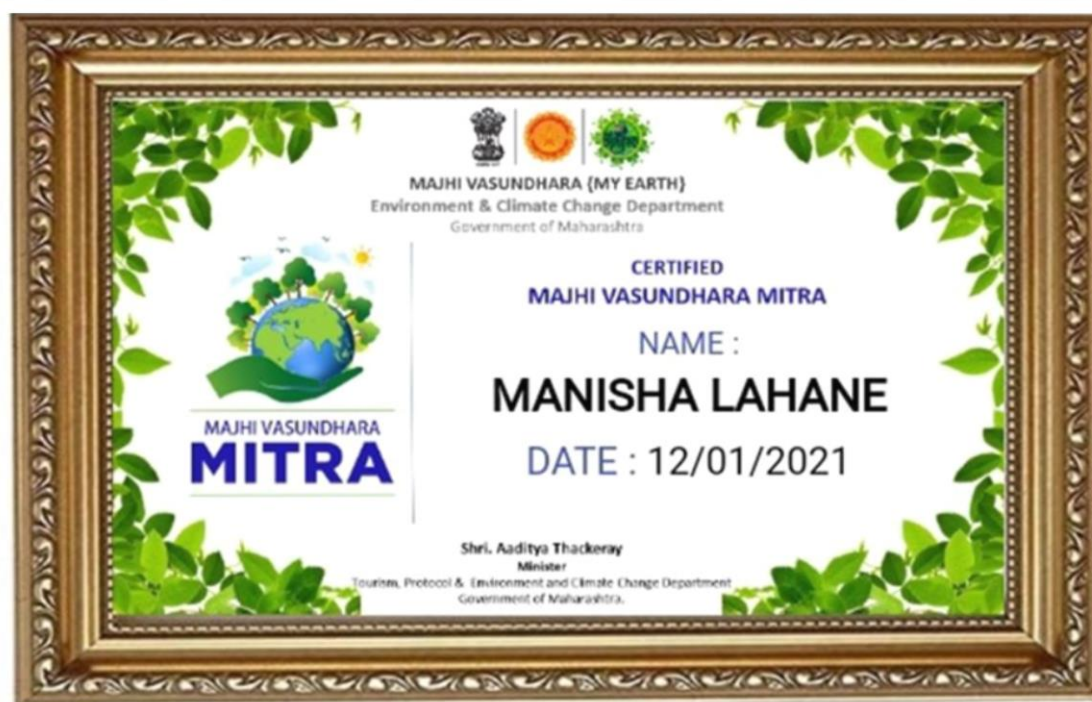 MAJHI VASUNDHARA {MY EARTH}
Environment & Climate Change Department
Government of Maharashtra
CERTIFIED
MAJHI VASUNDHARA MITRA
NAME :
MANISHA LAHANE
DATE : 12/01/2021
MAJHI VASUNDHARA
MITRA
Shri. Aaditya Thackeray
Minister
Tourism, Protocol & Environment and Climate Change Department
Government of Maharashtra.